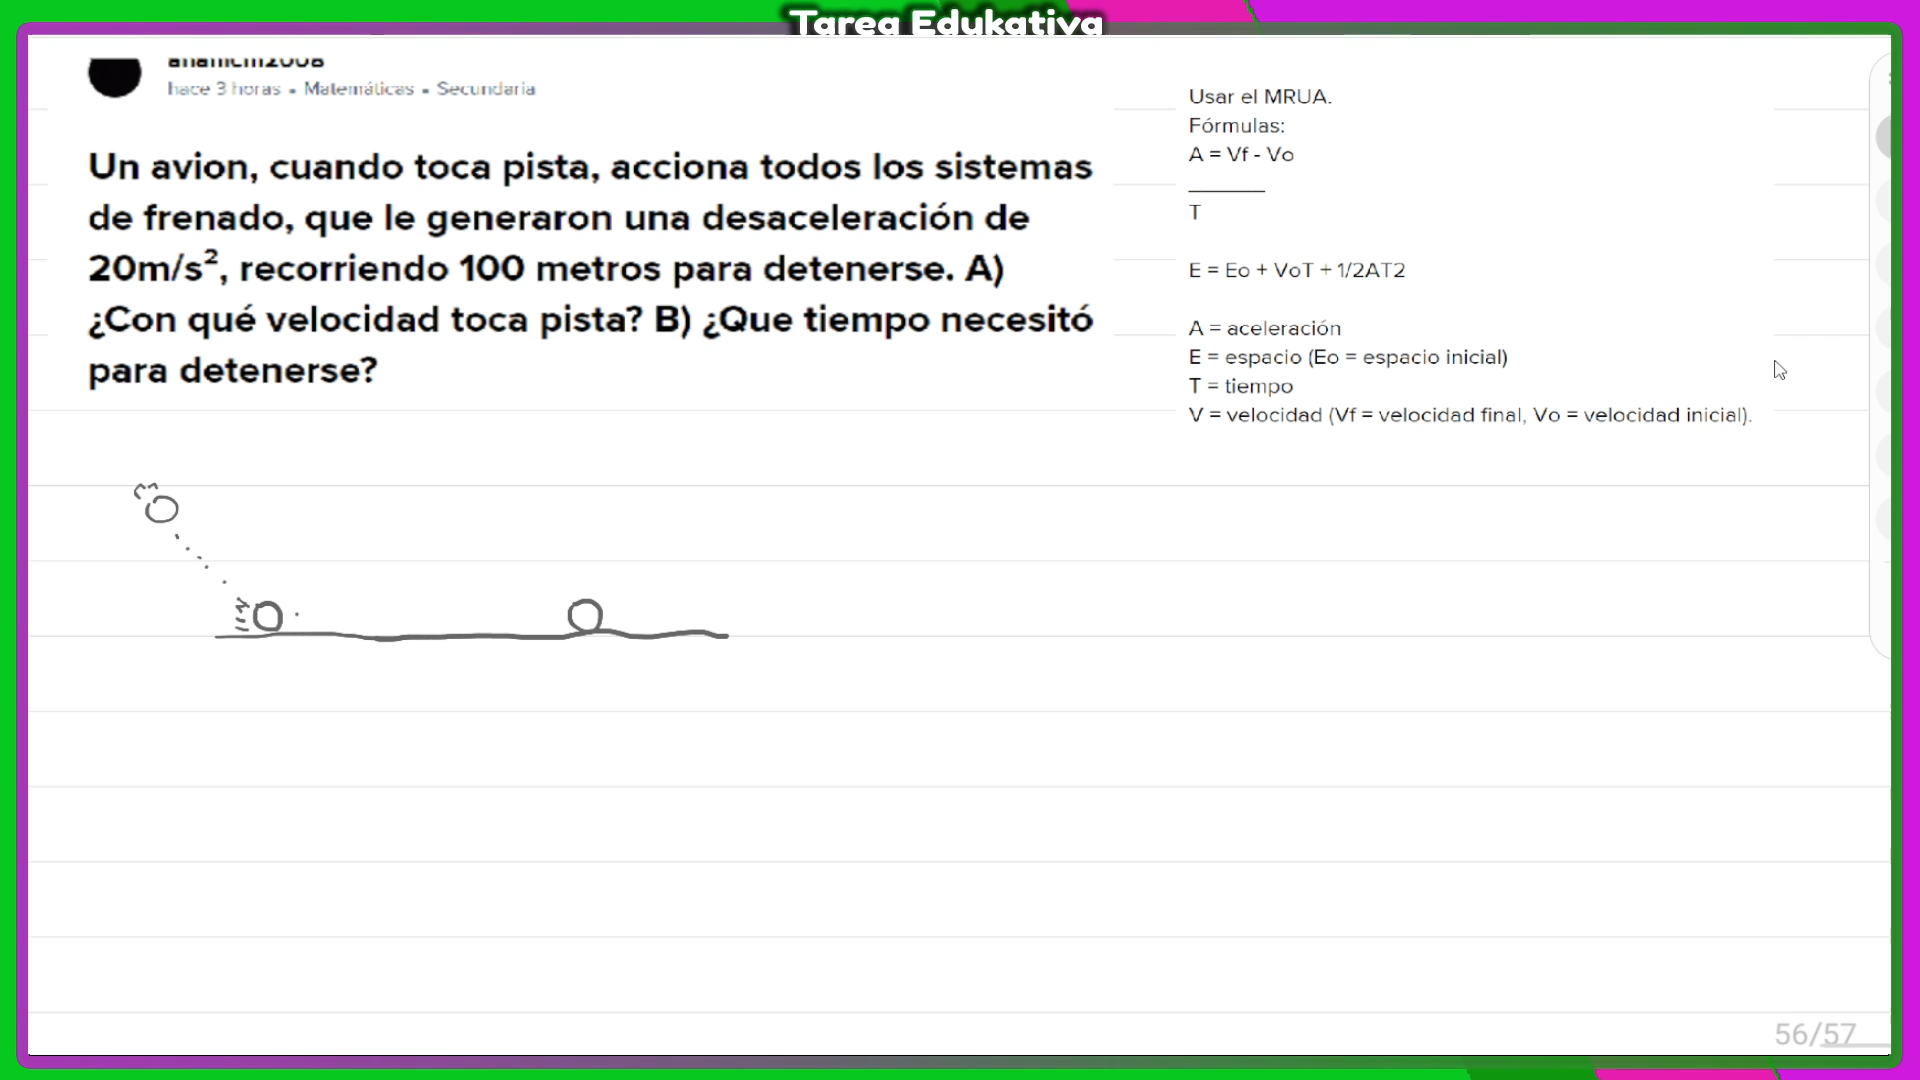 Tarea Edukativa
hace 3 horas • Matemáticas • Secundaria
Un avion, cuando toca pista, acciona todos los sistemas
de frenado, que le generaron una desaceleración de
20m/s², recorriendo 100 metros para detenerse. A)
¿Con qué velocidad toca pista? B) ¿Que tiempo necesitó
para detenerse?
Usar el MRUA.
Fórmulas:
A = Vf - Vo
________
T
E = Eo + VoT + 1/2AT2
A = aceleración
E = espacio (Eo = espacio inicial)
T = tiempo
V = velocidad (Vf = velocidad final, Vo = velocidad inicial).
56/57